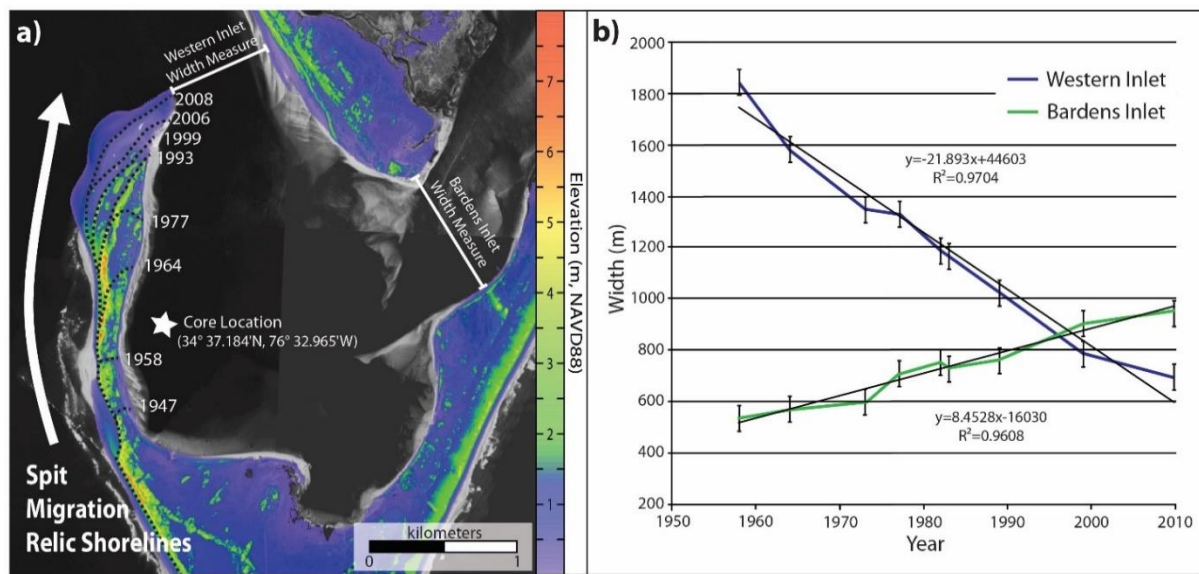 a)
Western Inlet
Width Measure
2008
2006
1999
1993
1977
1964
Core Location
(34° 37.184'N, 76° 32.965'W)
1958
1947
Bardens Inlet
Width Measure
Spit
Migration
Relic Shorelines
kilometers
0 1
7
6
5
4
3
2
1
Elevation (m, NAVD88)
b)
2000
1800
1600
1400
1200
1000
800
600
400
200
Width (m)
Western Inlet
Bardens Inlet
y=-21.893x+44603
R²=0.9704
y=8.4528x-16030
R²=0.9608
1950 1960 1970 1980 1990 2000 2010
Year